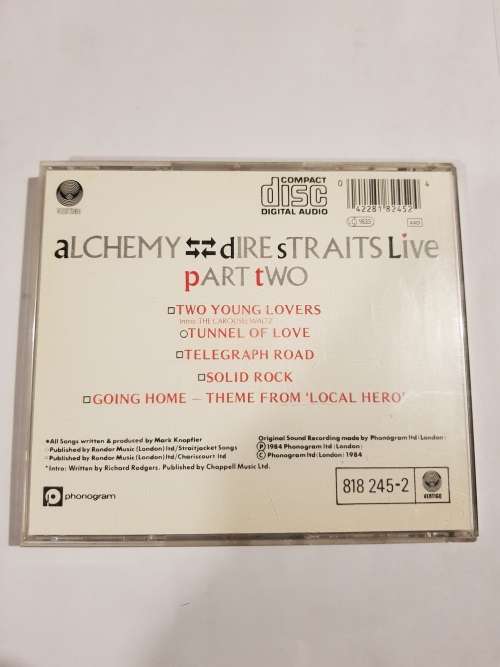 COMPACT
disc
DIGITAL AUDIO
0 42281 82452 4
aLCHEMY ⇆ dIRE sTRAITS Live
pART tWO
□TWO YOUNG LOVERS
Intro: THE CAROUSEL WALTZ
○TUNNEL OF LOVE
□TELEGRAPH ROAD
□SOLID ROCK
□GOING HOME – THEME FROM 'LOCAL HERO'
●All Songs written & produced by Mark Knopfler
○Published by Rondor Music (London) ltd/Straitjacket Songs
□Published by Rondor Music (London) ltd/Chariscourt ltd
*Intro: Written by Richard Rodgers. Published by Chappell Music Ltd.
Original Sound Recording made by Phonogram ltd (London)
Ⓟ 1984 Phonogram ltd (London)
Ⓒ Phonogram ltd (London) 1984
phonogram
818 245-2
VERTIGO